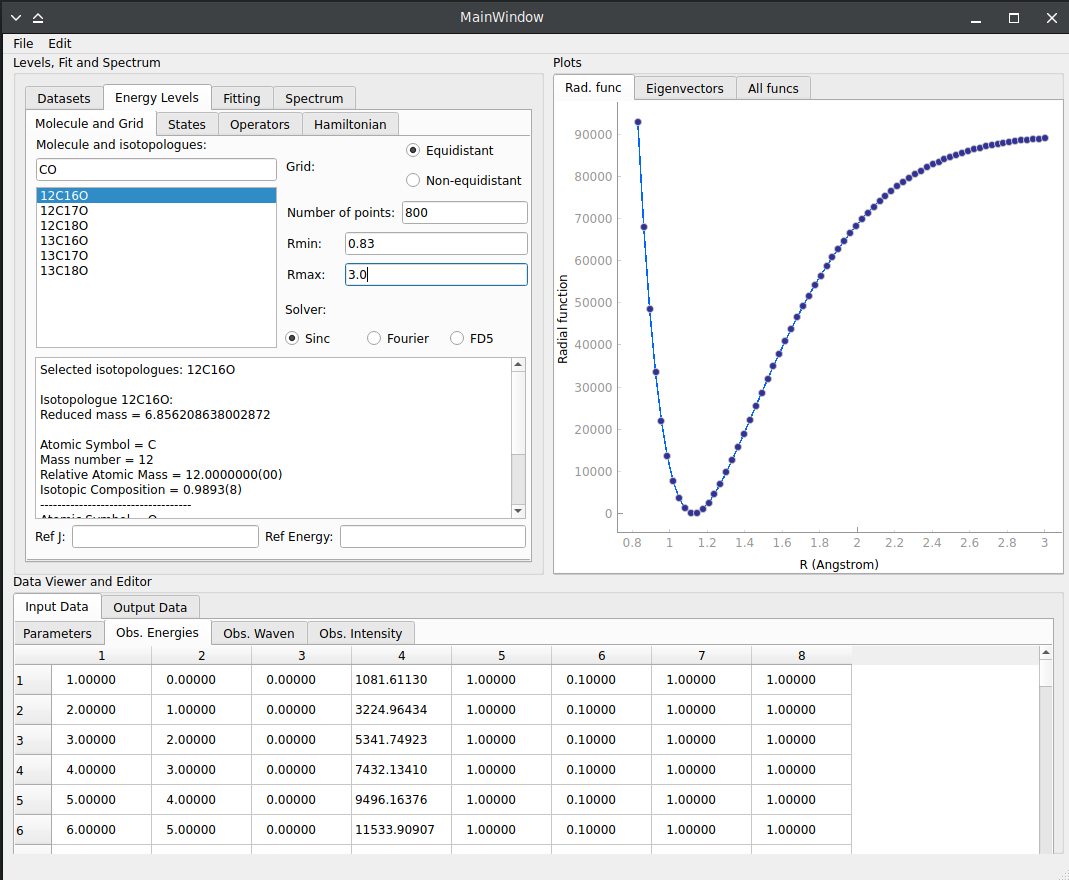 MainWindow
File Edit
Levels, Fit and Spectrum
Datasets Energy Levels Fitting Spectrum
Molecule and Grid States Operators Hamiltonian
Molecule and isotopologues:
CO
12C16O
12C17O
12C18O
13C16O
13C17O
13C18O
Grid:
Equidistant
Non-equidistant
Number of points: 800
Rmin: 0.83
Rmax: 3.0
Solver:
Sinc Fourier FD5
Selected isotopologues: 12C16O
Isotopologue 12C16O:
Reduced mass = 6.856208638002872
Atomic Symbol = C
Mass number = 12
Relative Atomic Mass = 12.0000000(00)
Isotopic Composition = 0.9893(8)
-----------------------------------
Atomic Symbol = O
Ref J: Ref Energy:
Plots
Rad. func Eigenvectors All funcs
Radial function
90000
80000
70000
60000
50000
40000
30000
20000
10000
0
0.8 1 1.2 1.4 1.6 1.8 2 2.2 2.4 2.6 2.8 3
R (Angstrom)
Data Viewer and Editor
Input Data Output Data
Parameters Obs. Energies Obs. Waven Obs. Intensity
1 2 3 4 5 6 7 8
1 1.00000 0.00000 0.00000 1081.61130 1.00000 0.10000 1.00000 1.00000
2 2.00000 1.00000 0.00000 3224.96434 1.00000 0.10000 1.00000 1.00000
3 3.00000 2.00000 0.00000 5341.74923 1.00000 0.10000 1.00000 1.00000
4 4.00000 3.00000 0.00000 7432.13410 1.00000 0.10000 1.00000 1.00000
5 5.00000 4.00000 0.00000 9496.16376 1.00000 0.10000 1.00000 1.00000
6 6.00000 5.00000 0.00000 11533.90907 1.00000 0.10000 1.00000 1.00000